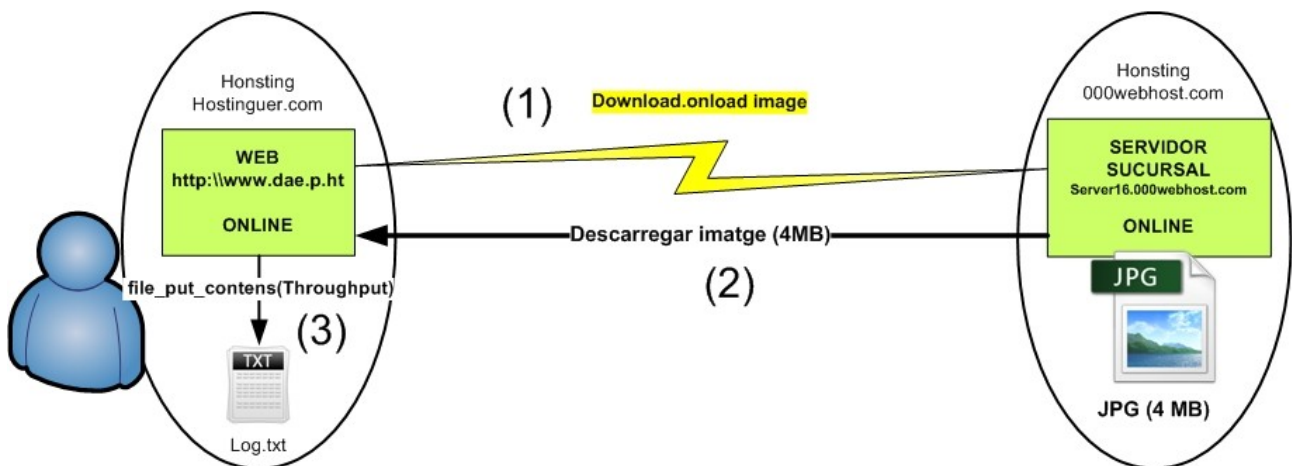 Honsting
Hostinguer.com
WEB
http:\\www.dae.p.ht
ONLINE
file_put_contens(Throughput)
(3)
TXT
Log.txt
(1)
Download.onload image
Descarregar imatge (4MB)
(2)
Honsting
000webhost.com
SERVIDOR
SUCURSAL
Server16.000webhost.com
ONLINE
JPG
JPG (4 MB)